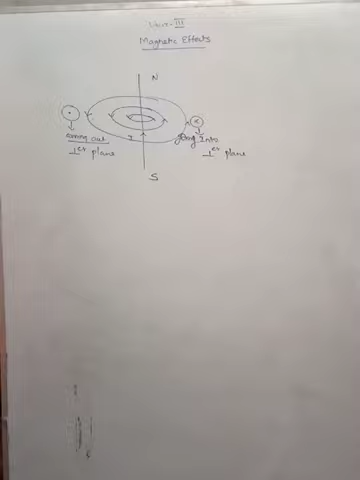 Unit-III
Magnetic Effects
N
coming out
⊥er plane
going Into
⊥er plane
S